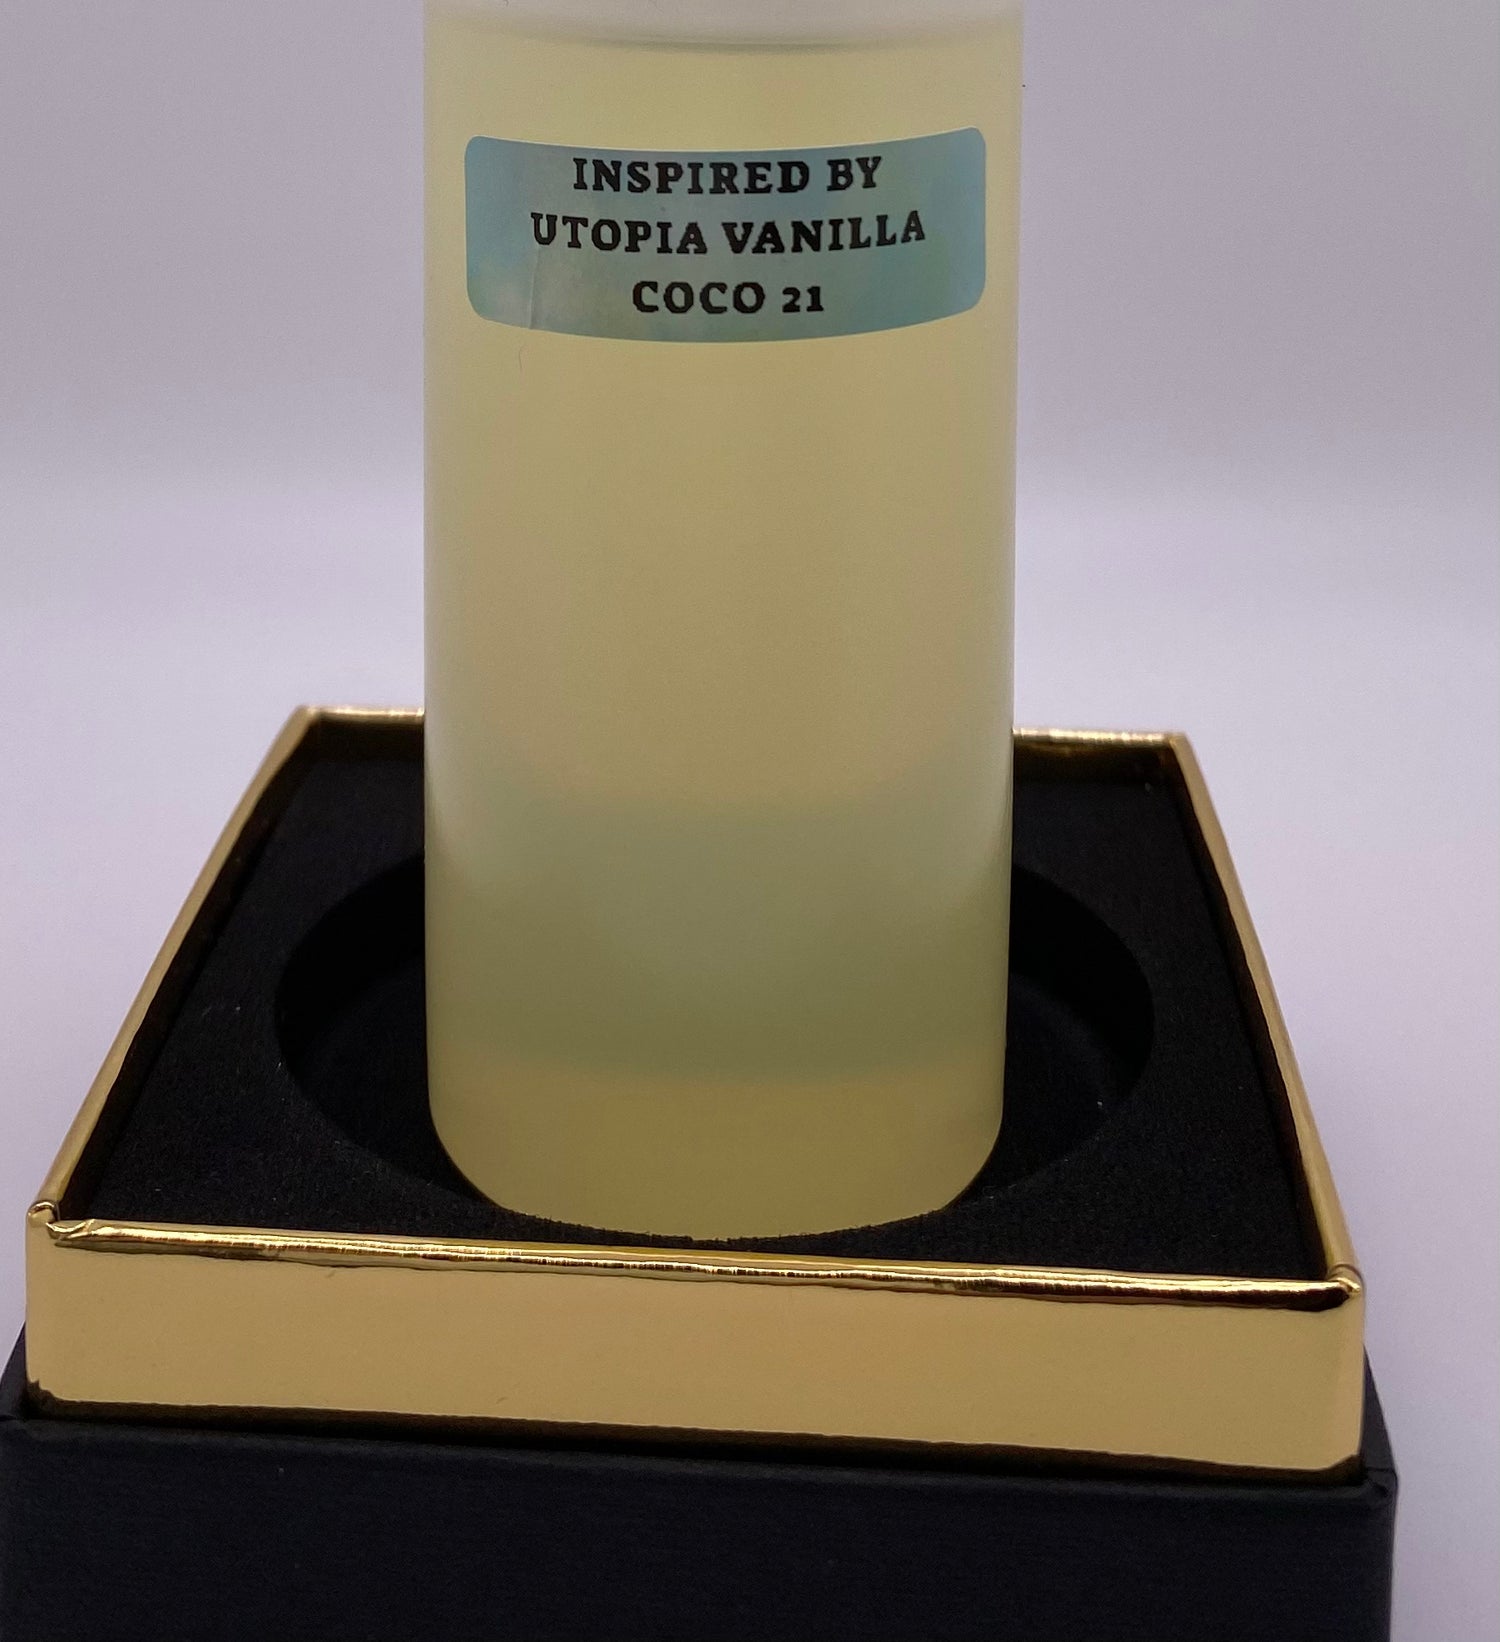 INSPIRED BY
UTOPIA VANILLA
COCO 21